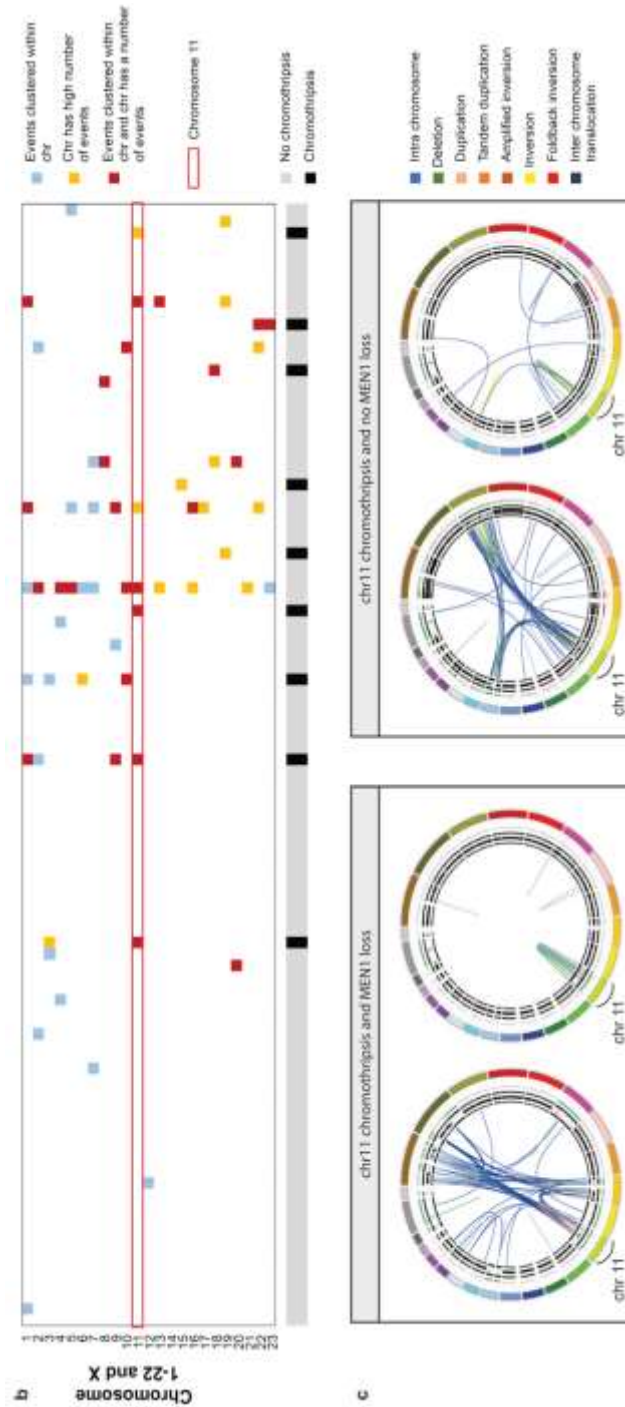 b
Chromosome
1-22 and X
1
2
3
4
5
6
7
8
9
10
11
12
13
14
15
16
17
18
19
20
21
22
23
Events clustered within
chr
Chr has high number
of events
Events clustered within
chr and chr has a number
of events
Chromosome 11
No chromothripsis
Chromothripsis
c
chr11 chromothripsis and MEN1 loss
chr 11
chr 11
chr11 chromothripsis and no MEN1 loss
chr 11
chr 11
Intra chromosome
Deletion
Duplication
Tandem duplication
Amplified inversion
Inversion
Foldback inversion
Inter chromosome
translocation